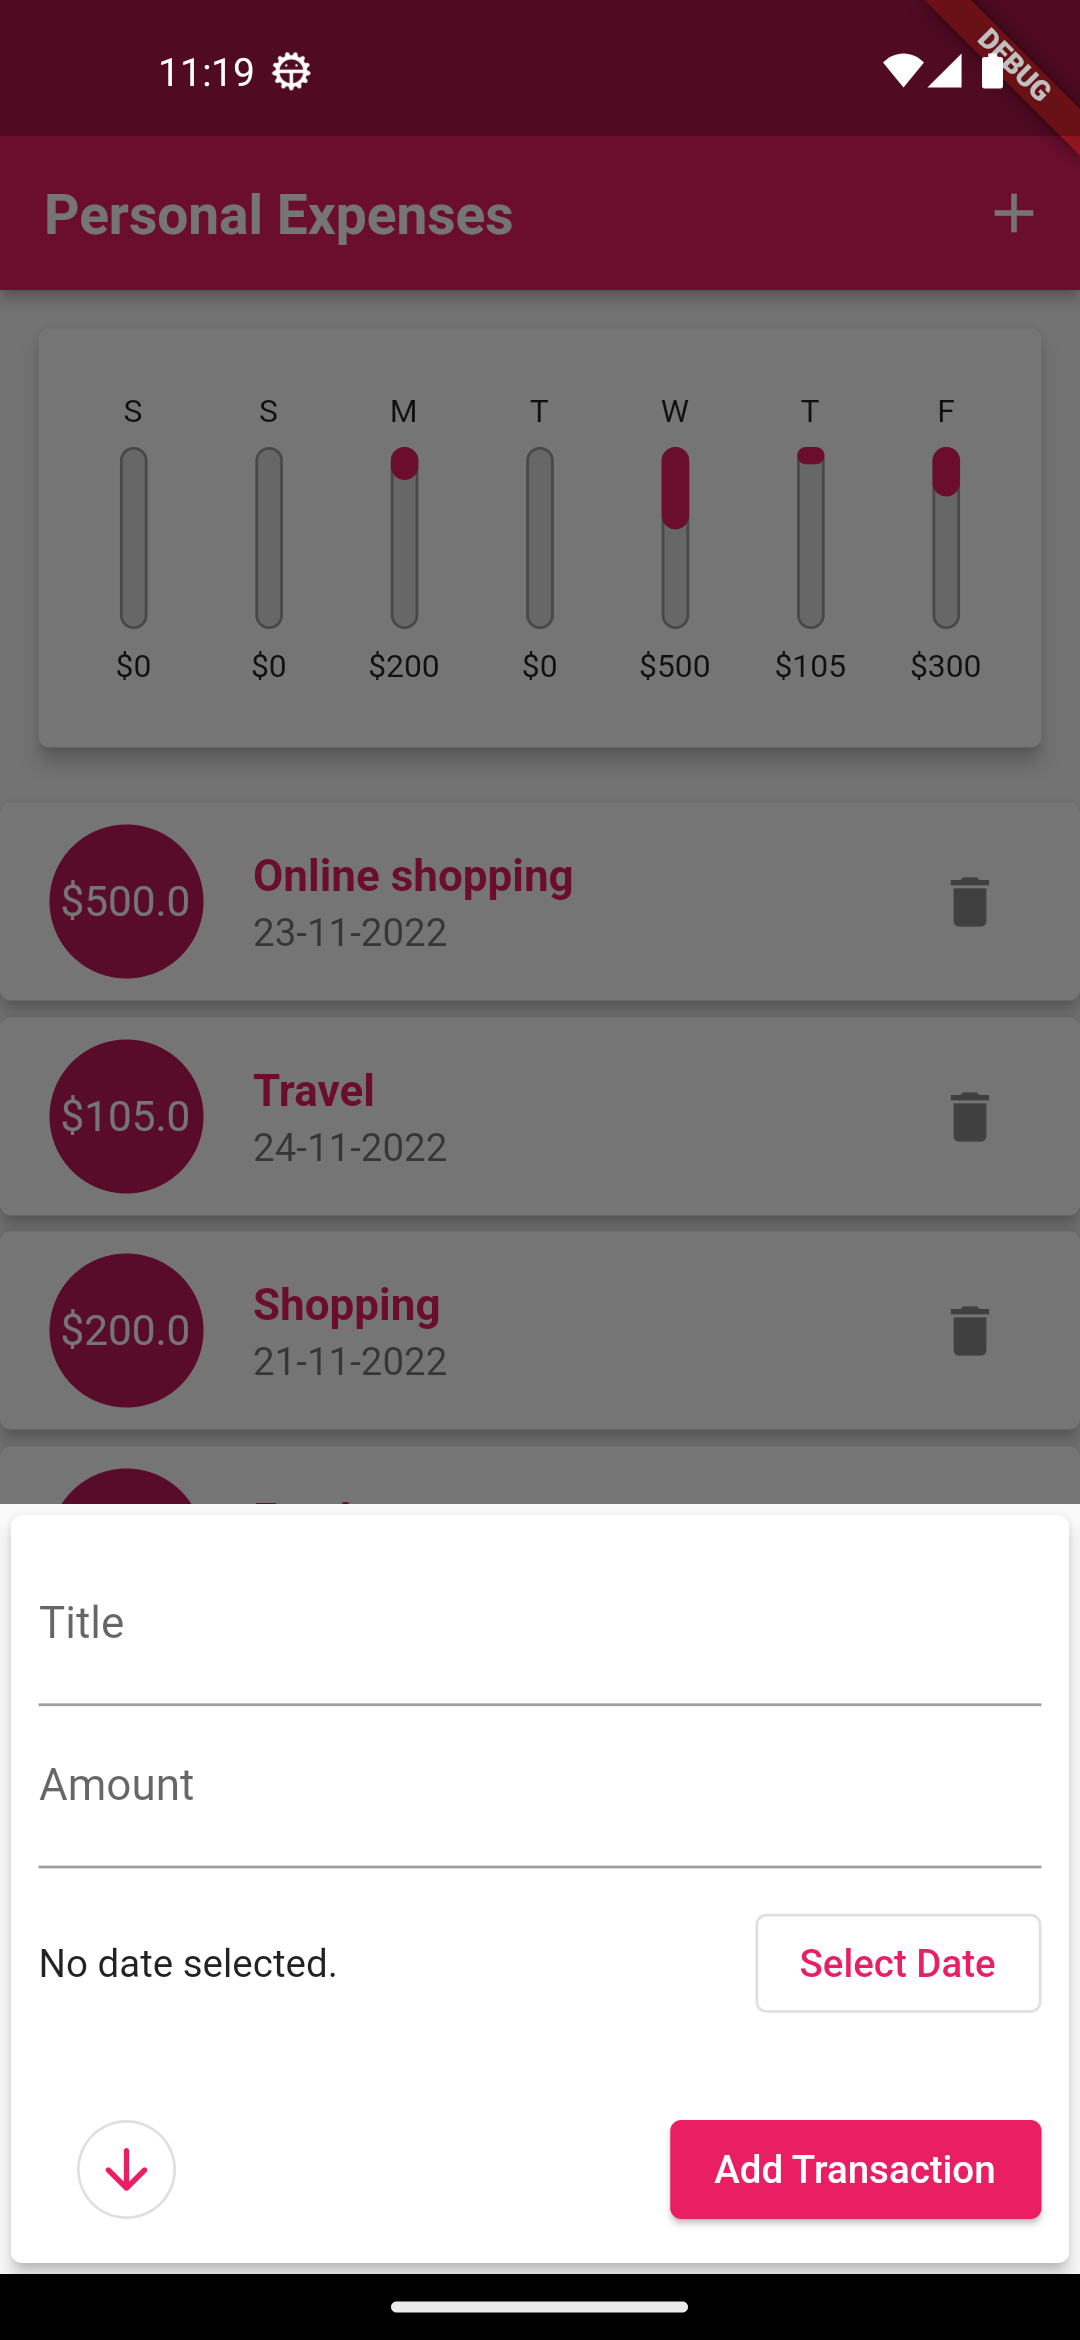 11:19
DEBUG
Personal Expenses
S S M T W T F
$0 $0 $200 $0 $500 $105 $300
$500.0
Online shopping
23-11-2022
$105.0
Travel
24-11-2022
$200.0
Shopping
21-11-2022
Title
Amount
No date selected.
Select Date
Add Transaction